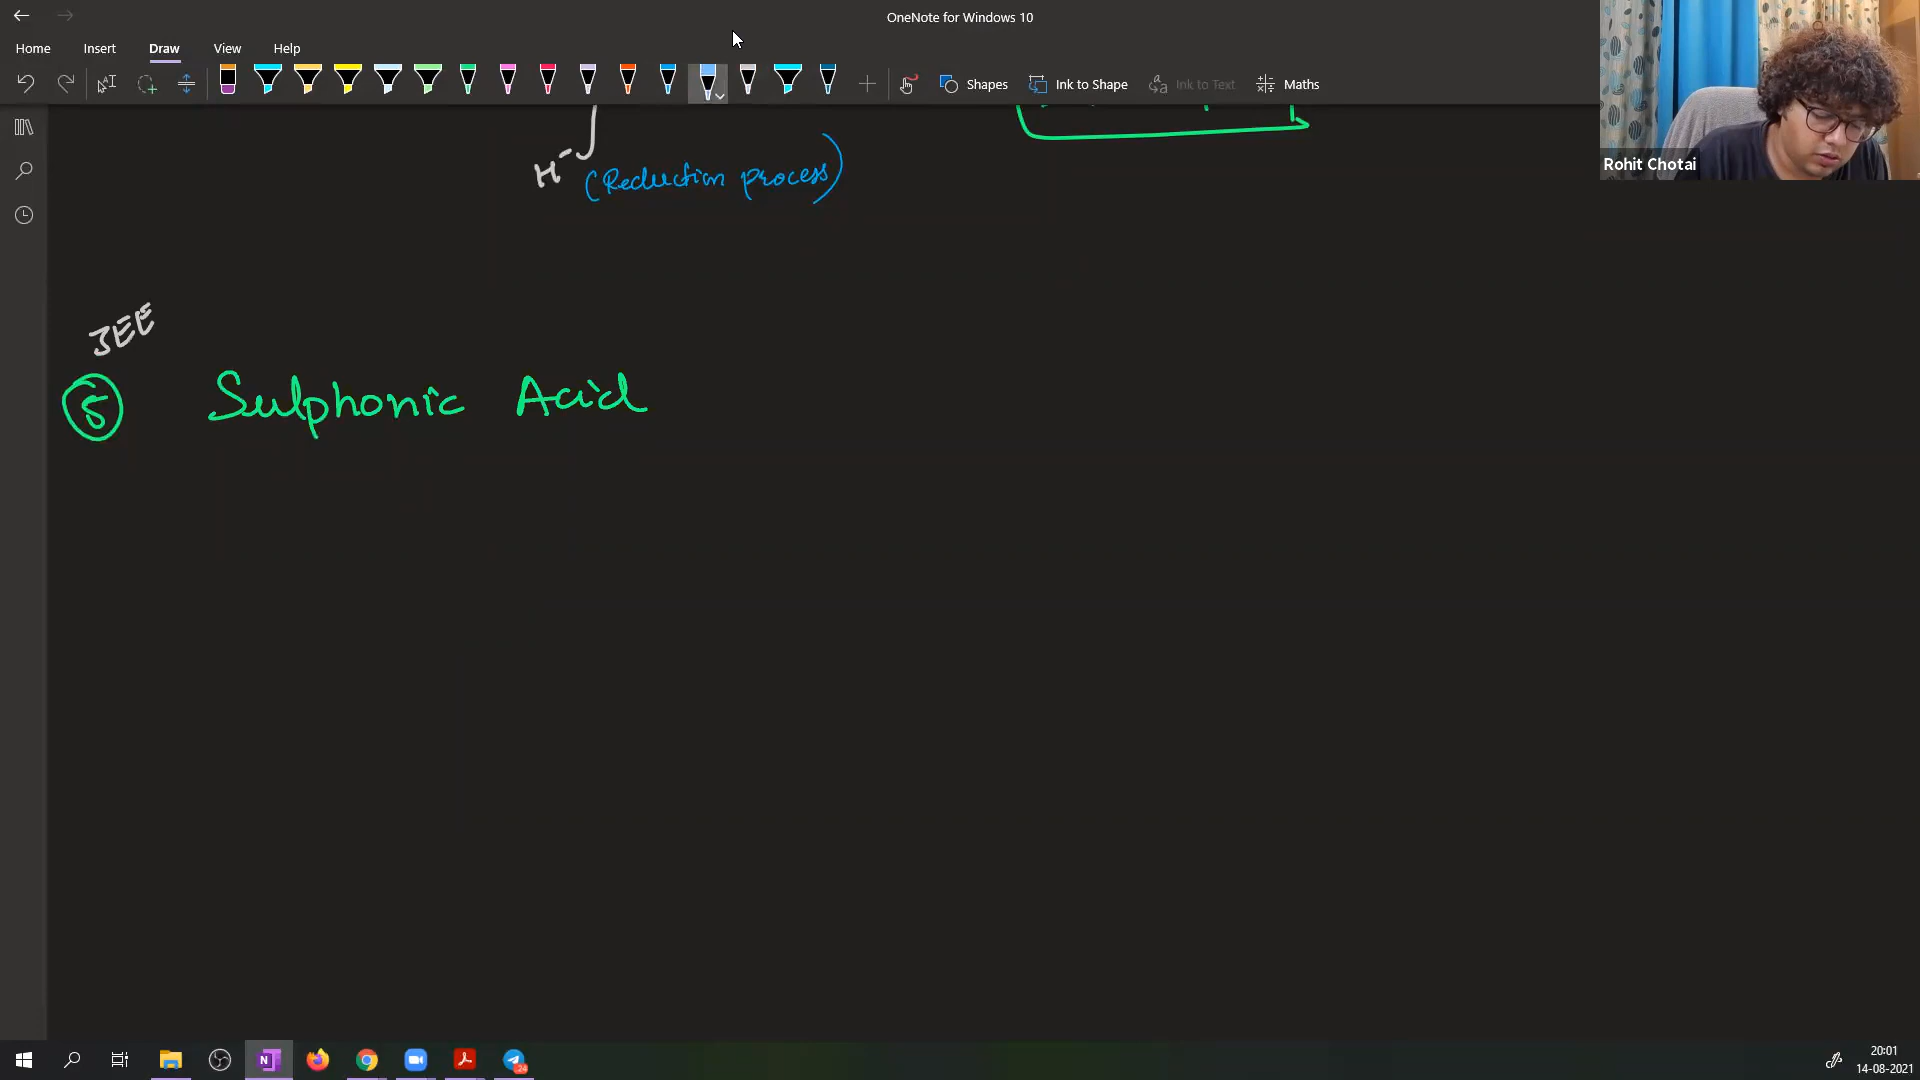 OneNote for Windows 10
Home Insert Draw View Help
Shapes Ink to Shape Ink to Text Maths
Rohit Chotai
H⁻ (Reduction process)
JEE
5 Sulphonic Acid
24
20:01
14-08-2021